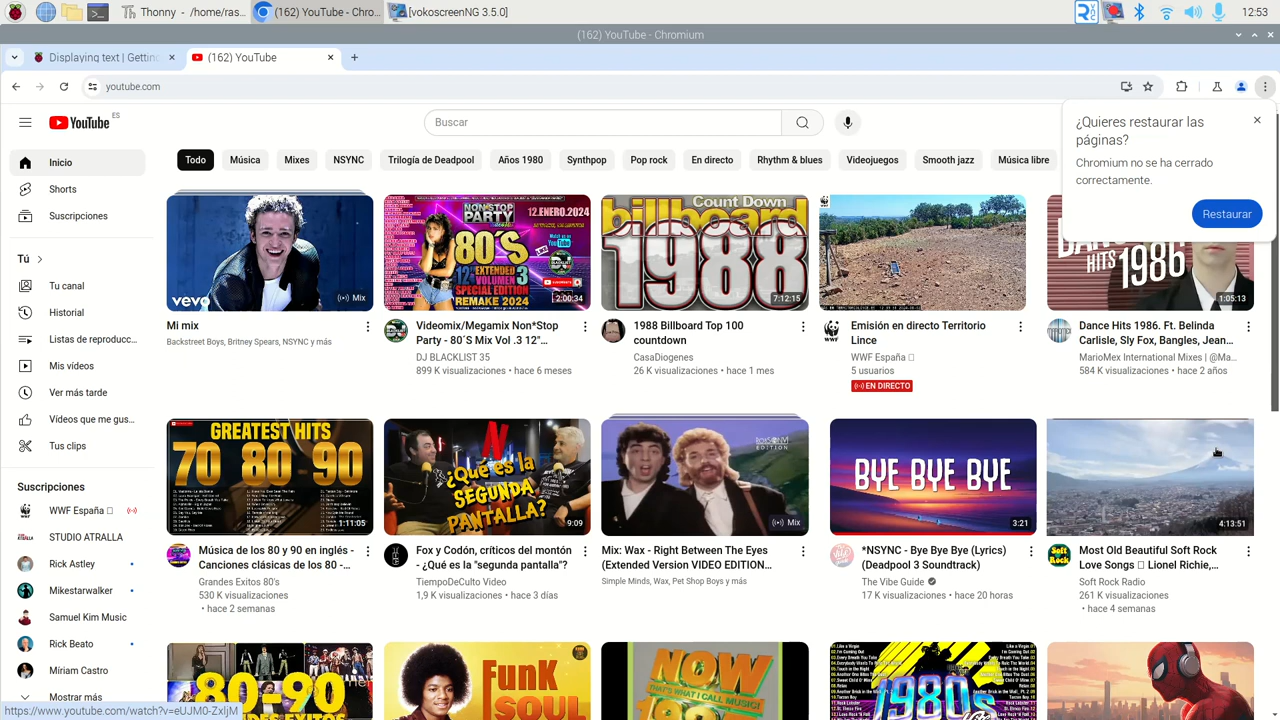 Thonny - /home/ras...
(162) YouTube - Chro...
[vokoscreenNG 3.5.0]
12:53
(162) YouTube - Chromium
Displaying text | Getting
(162) YouTube
youtube.com
YouTube ES
Buscar
¿Quieres restaurar las
páginas?
Chromium no se ha cerrado
correctamente.
Restaurar
Inicio
Shorts
Suscripciones
Tú
Tu canal
Historial
Listas de reproducc...
Mis vídeos
Ver más tarde
Vídeos que me gus...
Tus clips
Suscripciones
WWF España
STUDIO ATRALLA
Rick Astley
Mikestarwalker
Samuel Kim Music
Rick Beato
Míriam Castro
Mostrar más
Todo
Música
Mixes
NSYNC
Trilogía de Deadpool
Años 1980
Synthpop
Pop rock
En directo
Rhythm & blues
Videojuegos
Smooth jazz
Música libre
vevo
Mix
Mi mix
Backstreet Boys, Britney Spears, NSYNC y más
PARTY
12.ENERO.2024
80'S
12" EXTENDED
VOLUMEN 3
SPECIAL EDITION
REMAKE 2024
2:00:34
Videomix/Megamix Non*Stop
Party - 80´S Mix Vol .3 12"...
DJ BLACKLIST 35
899 K visualizaciones • hace 6 meses
Count Down
billboard
1988
7:12:15
1988 Billboard Top 100
countdown
CasaDiogenes
26 K visualizaciones • hace 1 mes
WWF
Emisión en directo Territorio
Lince
WWF España
5 usuarios
EN DIRECTO
HITS 1986
1:05:13
Dance Hits 1986. Ft. Belinda
Carlisle, Sly Fox, Bangles, Jean...
MarioMex International Mixes | @Ma...
584 K visualizaciones • hace 2 años
GREATEST HITS
70 80 90
1:11:05
Música de los 80 y 90 en inglés -
Canciones clásicas de los 80 -...
Grandes Exitos 80's
530 K visualizaciones
• hace 2 semanas
¿Qué es la
SEGUNDA
PANTALLA?
9:09
Fox y Codón, críticos del montón
- ¿Qué es la "segunda pantalla"?
TiempoDeCulto Video
1,9 K visualizaciones • hace 3 días
EDITION
Mix
Mix: Wax - Right Between The Eyes
(Extended Version VIDEO EDITION...
Simple Minds, Wax, Pet Shop Boys y más
BYE BYE BYE
3:21
*NSYNC - Bye Bye Bye (Lyrics)
(Deadpool 3 Soundtrack)
The Vibe Guide
17 K visualizaciones • hace 20 horas
4:13:51
Soft Rock
Most Old Beautiful Soft Rock
Love Songs Lionel Richie,...
Soft Rock Radio
261 K visualizaciones
• hace 4 semanas
80-90
FUNK
SOUL
NOW
THAT'S WHAT I CALL MUSIC!
1980s